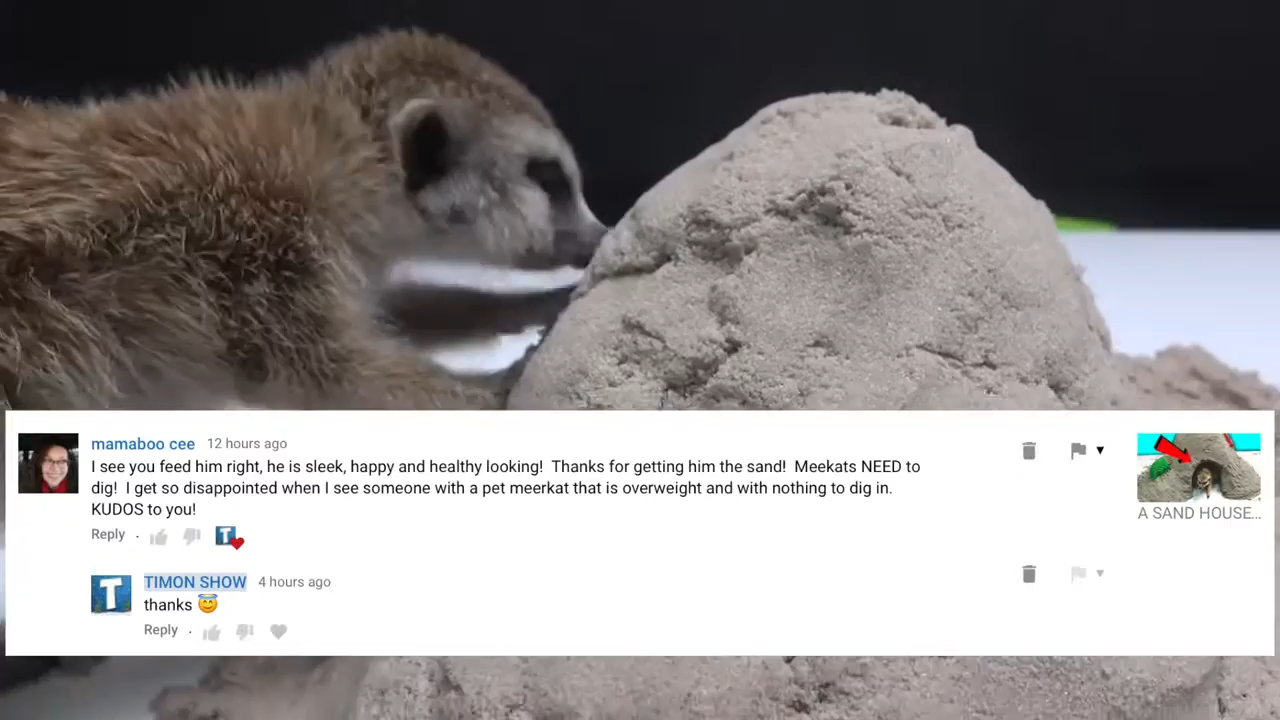 mamaboo cee 12 hours ago
I see you feed him right, he is sleek, happy and healthy looking!  Thanks for getting him the sand!  Meekats NEED to
dig!  I get so disappointed when I see someone with a pet meerkat that is overweight and with nothing to dig in.
KUDOS to you!
Reply .
T
A SAND HOUSE...
T
TIMON SHOW 4 hours ago
thanks 😇
Reply .